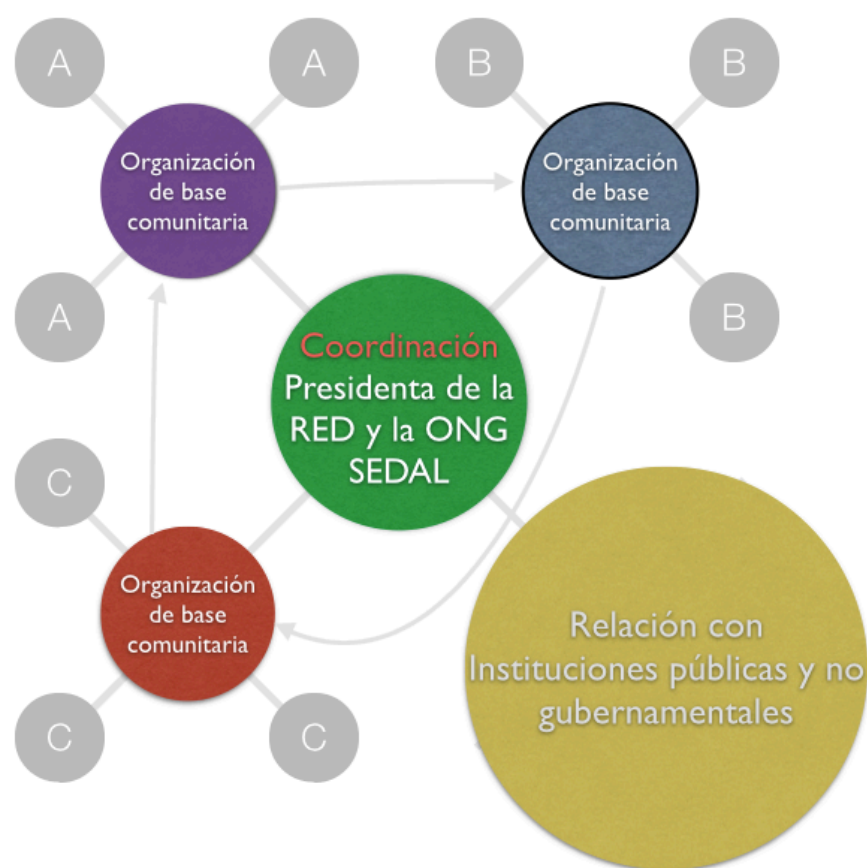 A
A
B
B
Organización
de base
comunitaria
Organización
de base
comunitaria
A
B
Coordinación
Presidenta de la
RED y la ONG
SEDAL
C
Organización
de base
comunitaria
Relación con
Instituciones públicas y no
gubernamentales
C
C